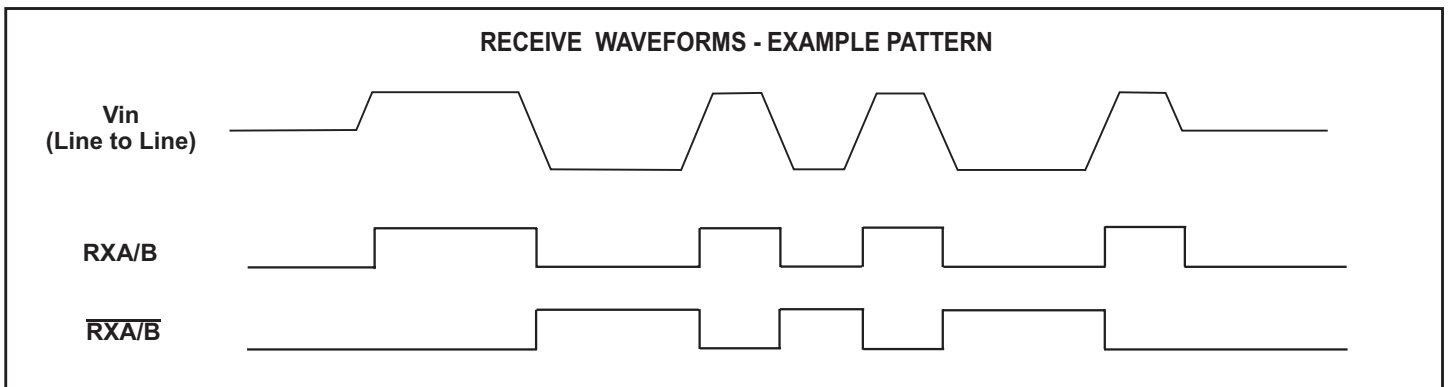 RECEIVE WAVEFORMS - EXAMPLE PATTERN
Vin
(Line to Line)
RXA/B
RXA/B